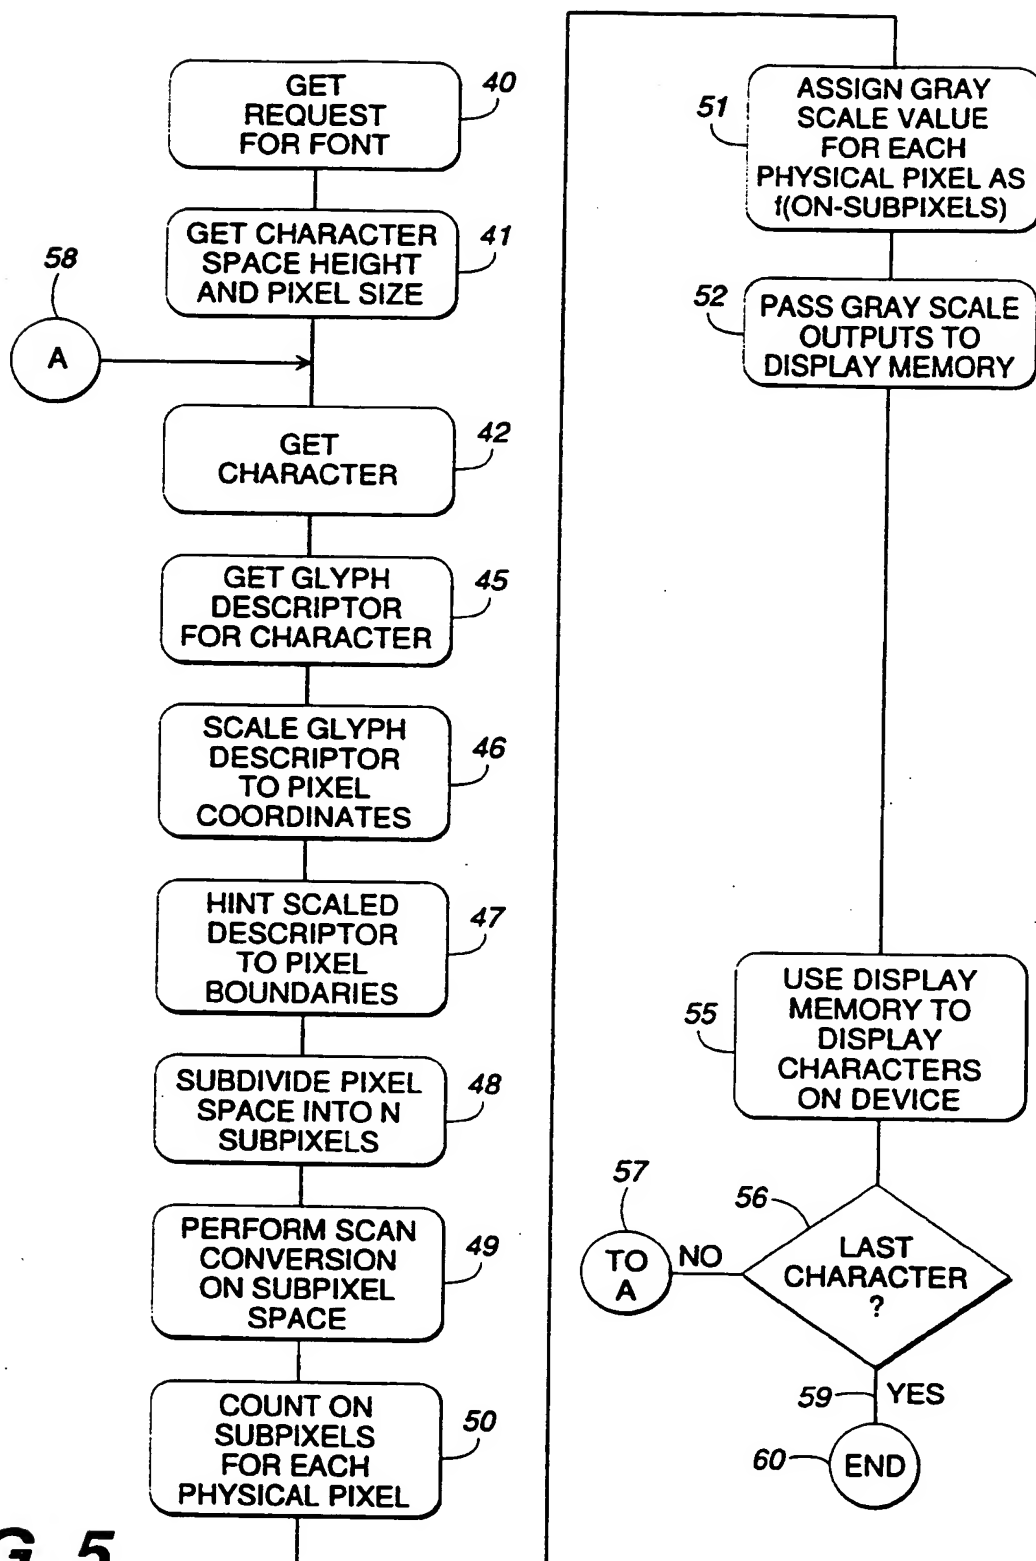 GET
REQUEST
FOR FONT
40
GET CHARACTER
SPACE HEIGHT
AND PIXEL SIZE
41
58
A
GET
CHARACTER
42
GET GLYPH
DESCRIPTOR
FOR CHARACTER
45
SCALE GLYPH
DESCRIPTOR
TO PIXEL
COORDINATES
46
HINT SCALED
DESCRIPTOR
TO PIXEL
BOUNDARIES
47
SUBDIVIDE PIXEL
SPACE INTO N
SUBPIXELS
48
PERFORM SCAN
CONVERSION
ON SUBPIXEL
SPACE
49
COUNT ON
SUBPIXELS
FOR EACH
PHYSICAL PIXEL
50
51
ASSIGN GRAY
SCALE VALUE
FOR EACH
PHYSICAL PIXEL AS
f(ON-SUBPIXELS)
52
PASS GRAY SCALE
OUTPUTS TO
DISPLAY MEMORY
55
USE DISPLAY
MEMORY TO
DISPLAY
CHARACTERS
ON DEVICE
56
LAST
CHARACTER
?
57
TO
A
NO
59
YES
60
END
G. 5